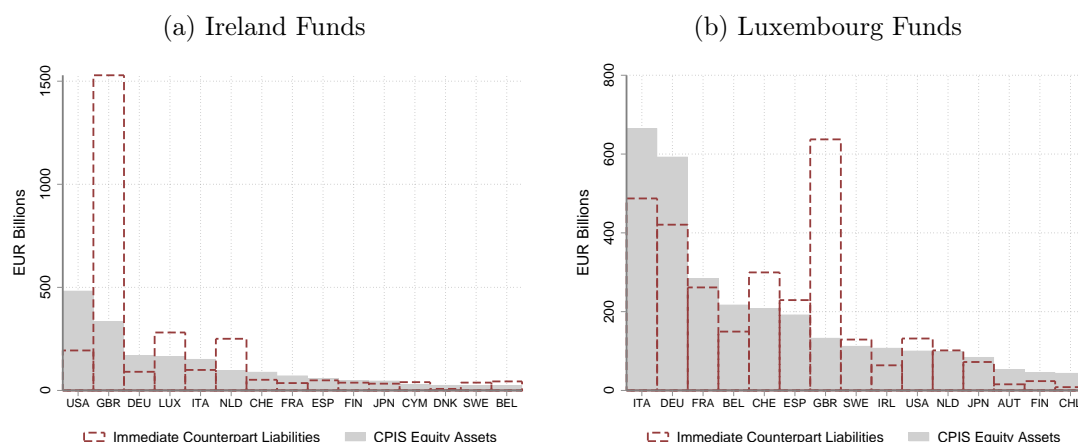 (a) Ireland Funds
1500
1000
500
0
EUR Billions
USA GBR DEU LUX ITA NLD CHE FRA ESP FIN JPN CYM DNK SWE BEL
Immediate Counterpart Liabilities CPIS Equity Assets
(b) Luxembourg Funds
800
600
400
200
0
EUR Billions
ITA DEU FRA BEL CHE ESP GBR SWE IRL USA NLD JPN AUT FIN CHL
Immediate Counterpart Liabilities CPIS Equity Assets